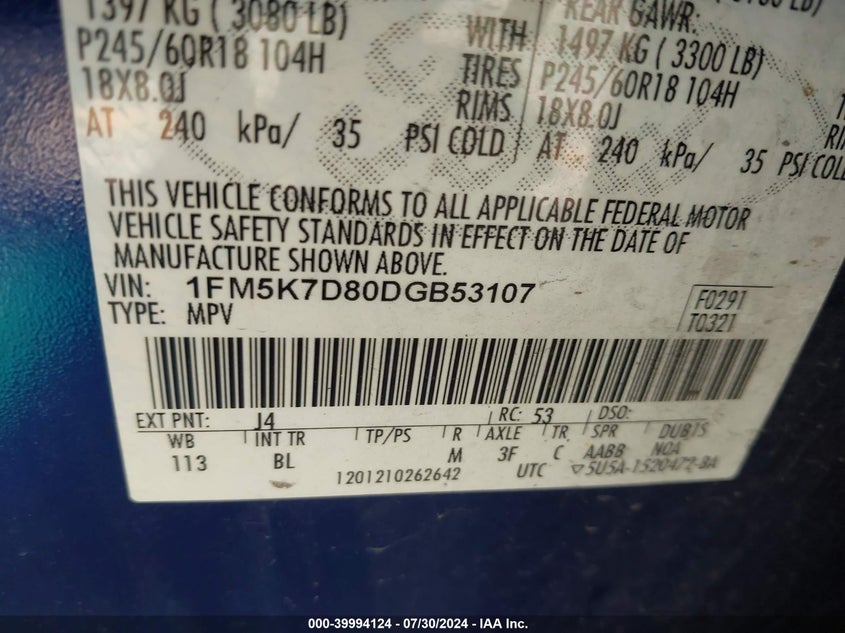 1397 KG ( 3080 LB)
P245/60R18 104H
18X8.0J
AT 240 kPa/ 35 PSI COLD
REAR GAWR:
WITH 1497 KG ( 3300 LB)
TIRES P245/60R18 104H
RIMS 18X8.0J
AT 240 kPa/ 35 PSI COLD
THIS VEHICLE CONFORMS TO ALL APPLICABLE FEDERAL MOTOR
VEHICLE SAFETY STANDARDS IN EFFECT ON THE DATE OF
MANUFACTURE SHOWN ABOVE.
VIN: 1FM5K7D80DGB53107
TYPE: MPV
F0291
T0321
EXT PNT: J4 RC: 53 DSO:
WB INT TR TP/PS R AXLE TR SPR DUBTS
113 BL M 3F C AABB NOA
1201210262642 UTC ▽5U5A-1520472-BA
000-39994124 - 07/30/2024 - IAA Inc.